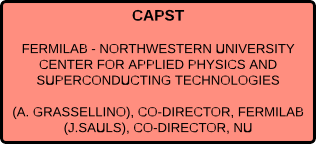 CAPST
FERMILAB - NORTHWESTERN UNIVERSITY
CENTER FOR APPLIED PHYSICS AND
SUPERCONDUCTING TECHNOLOGIES
(A. GRASSELLINO), CO-DIRECTOR, FERMILAB
(J.SAULS), CO-DIRECTOR, NU